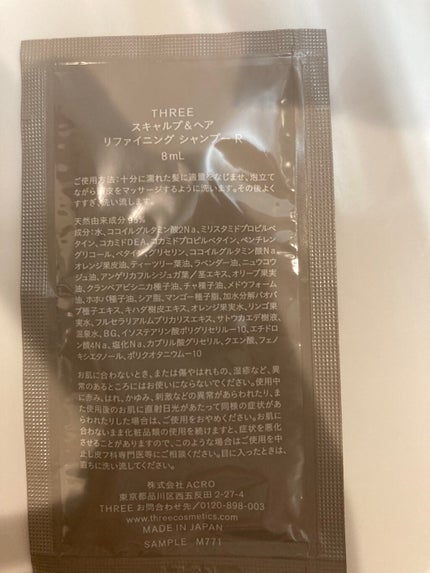 THREE
スキャルプ&ヘア
リファイニング シャンプー R
8mL
ご使用方法:十分に濡れた髪に適量をなじませ、泡立て
ながら頭皮をマッサージするように洗います。その後よく
すすぎ、洗い流します。
天然由来成分 95%
成分:水、ココイルグルタミン酸2Na、ミリスタミドプロピルベ
タイン、コカミドDEA、コカミドプロピルベタイン、ペンチレン
グリコール、ベタイン、グリセリン、ココイルグルタミン酸Na、
オレンジ果皮油、ティーツリー葉油、ラベンダー油、ニュウコウ
ジュ油、アンゲリカアルシュンジュガ葉/茎エキス、オリーブ果実
油、クランベアビシニカ種子油、チャ種子油、メドウフォーム
油、ホホバ種子油、シア脂、マンゴー種子脂、加水分解バオバ
ブ種子エキス、キハダ樹皮エキス、オレンジ果実水、リンゴ果
実水、フルセラリアルムブリカリスエキス、サトウカエデ樹液、
温泉水、BG、イソステアリン酸ポリグリセリル-10、エチドロ
ン酸4Na、塩化Na、カプリル酸グリセリル、クエン酸、フェノ
キシエタノール、ポリクオタニウム-10
お肌に合わないとき、または傷やはれもの、湿疹など、異
常のあるところにはお使いにならないでください。使用中
に赤み、はれ、かゆみ、刺激などの異常があらわれたり、ま
た使用後のお肌に直射日光があたって同様の症状があ
らわれたりした場合は、ご使用をおやめください。お肌に
合わないまま化粧品類の使用を続けますと、症状を悪化
させることがありますので、このような場合はご使用を中
止し皮フ科専門医等にご相談ください。目に入ったときは、
直ちに洗い流してください。
株式会社 ACRO
東京都品川区西五反田 2-27-4
THREE お問合わせ先/0120-898-003
www.threecosmetics.com
MADE IN JAPAN
SAMPLE M771